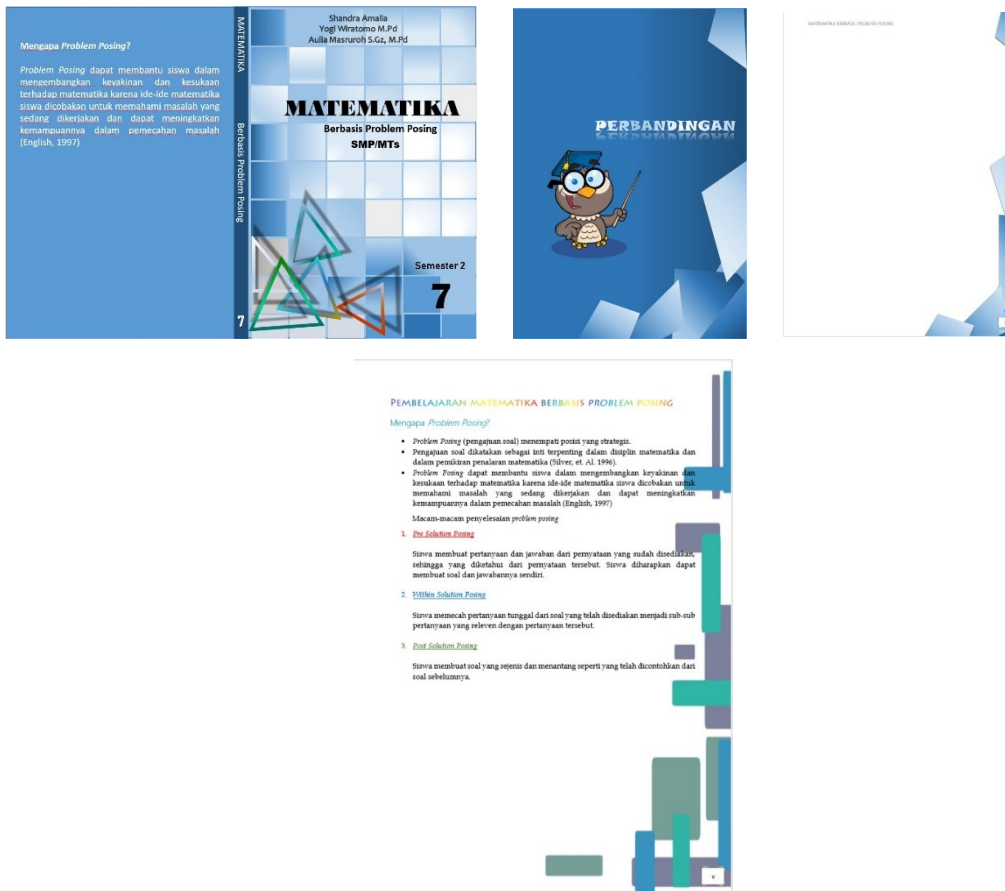 Mengapa Problem Posing?
Problem Posing dapat membantu siswa dalam
mengembangkan keyakinan dan kesukaan
terhadap matematika karena ide-ide matematika
siswa dicobakan untuk memahami masalah yang
sedang dikerjakan dan dapat meningkatkan
kemampuannya dalam pemecahan masalah
(English, 1997)
MATEMATIKA
Berbasis Problem Posing
7
Shandra Amalia
Yogi Wiratomo M.Pd
Aulia Masruroh S.Gz, M.Pd
MATEMATIKA
Berbasis Problem Posing
SMP/MTs
Semester 2
7
PERBANDINGAN
MATEMATIKA BERBASIS PROBLEM POSING
PEMBELAJARAN MATEMATIKA BERBASIS PROBLEM POSING
Mengapa Problem Posing?
• Problem Posing (pengajuan soal) menempati posisi yang strategis.
• Pengajuan soal dikatakan sebagai inti terpenting dalam disiplin matematika dan
dalam pemikiran penalaran matematika (Silver, et. Al. 1996).
• Problem Posing dapat membantu siswa dalam mengembangkan keyakinan dan
kesukaan terhadap matematika karena ide-ide matematika siswa dicobakan untuk
memahami masalah yang sedang dikerjakan dan dapat meningkatkan
kemampuannya dalam pemecahan masalah (English, 1997)
Macam-macam penyelesaian problem posing
1. Pre Solution Posing
Siswa membuat pertanyaan dan jawaban dari pernyataan yang sudah disediakan,
sehingga yang diketahui dari pernyataan tersebut. Siswa diharapkan dapat
membuat soal dan jawabannya sendiri.
2. Within Solution Posing
Siswa memecah pertanyaan tunggal dari soal yang telah disediakan menjadi sub-sub
pertanyaan yang releven dengan pertanyaan tersebut.
3. Post Solution Posing
Siswa membuat soal yang sejenis dan menantang seperti yang telah dicontohkan dari
soal sebelumnya.